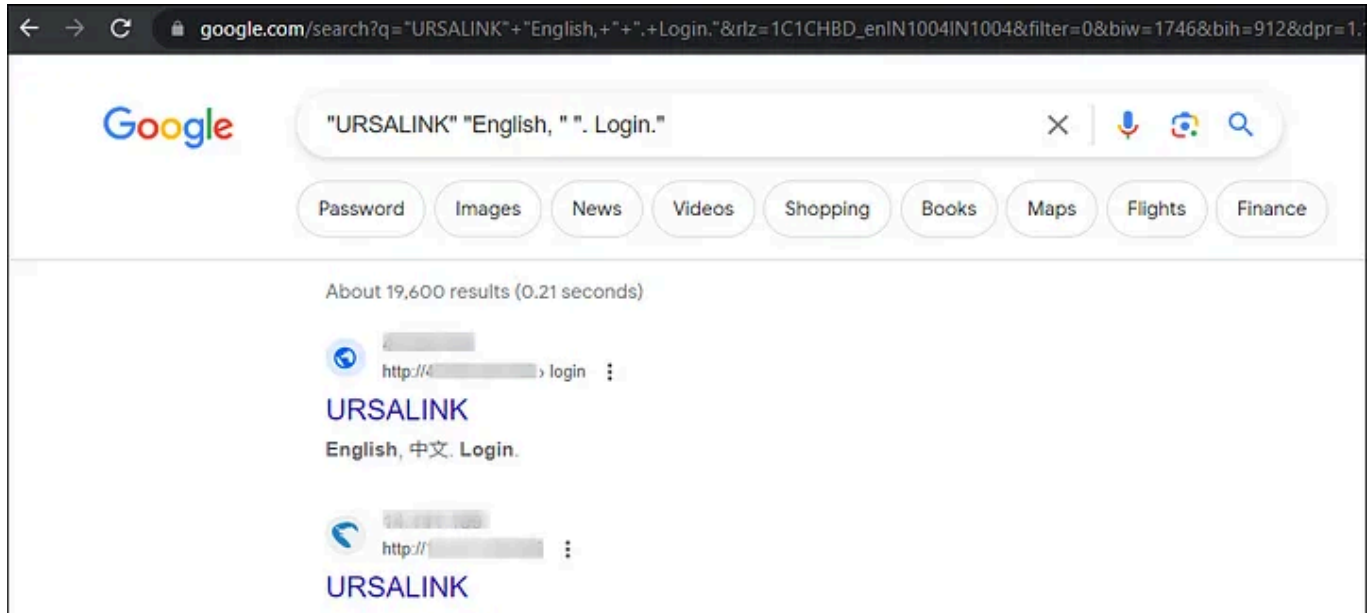 google.com/search?q="URSALINK"+"English,+"+".+Login."&rlz=1C1CHBD_enIN1004IN1004&filter=0&biw=1746&bih=912&dpr=1.
Google
"URSALINK" "English, " ". Login."
Password Images News Videos Shopping Books Maps Flights Finance
About 19,600 results (0.21 seconds)
http://4 › login
URSALINK
English, 中文. Login.
http://1
URSALINK